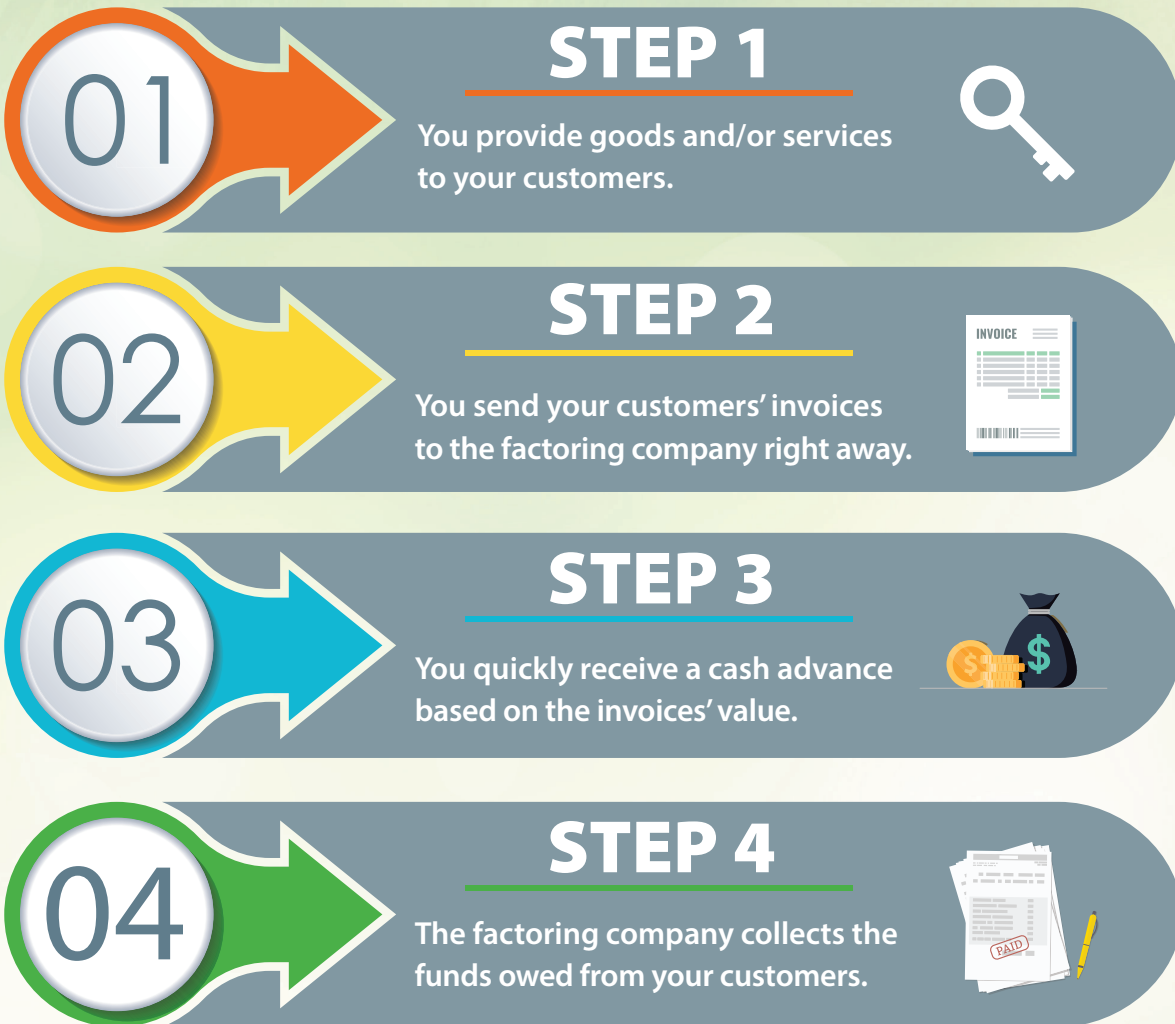 01
STEP 1
You provide goods and/or services
to your customers.
02
STEP 2
You send your customers’ invoices
to the factoring company right away.
INVOICE
03
STEP 3
You quickly receive a cash advance
based on the invoices’ value.
$
$
04
STEP 4
The factoring company collects the
funds owed from your customers.
PAID